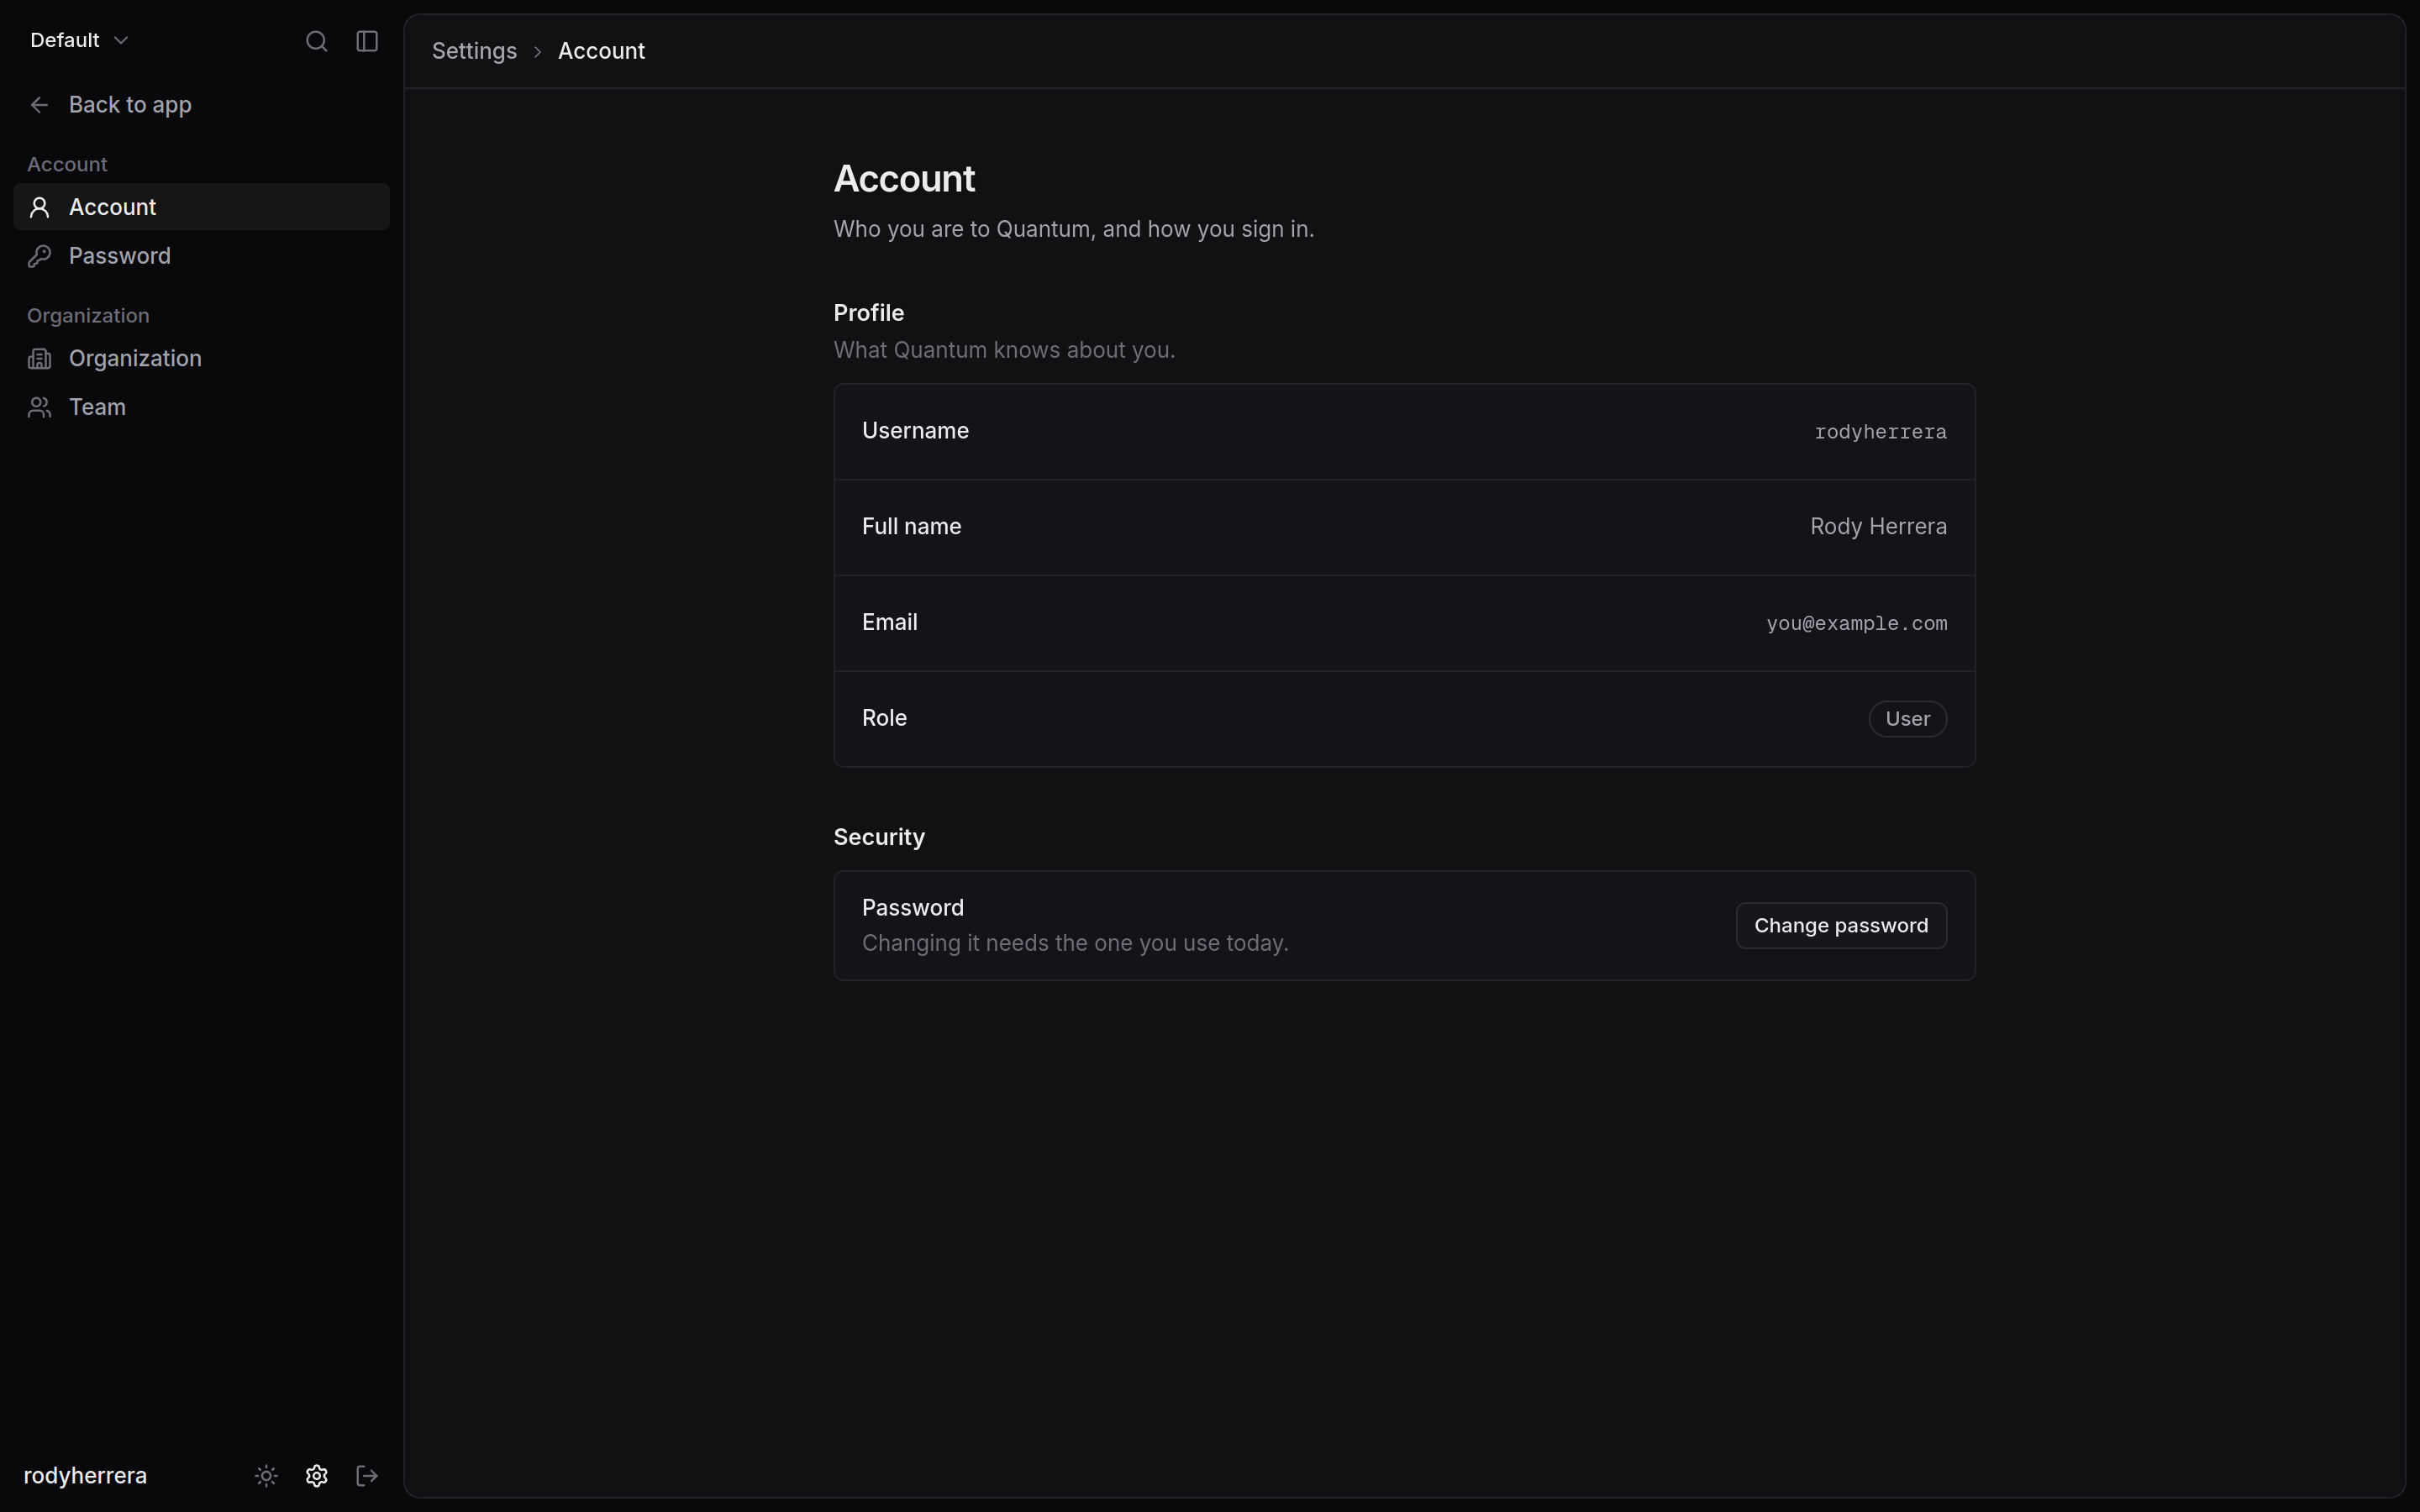 Default
Back to app
Account
Account
Password
Organization
Organization
Team
rodyherrera
Settings > Account
Account
Who you are to Quantum, and how you sign in.
Profile
What Quantum knows about you.
Username rodyherrera
Full name Rody Herrera
Email you@example.com
Role User
Security
Password
Changing it needs the one you use today.
Change password